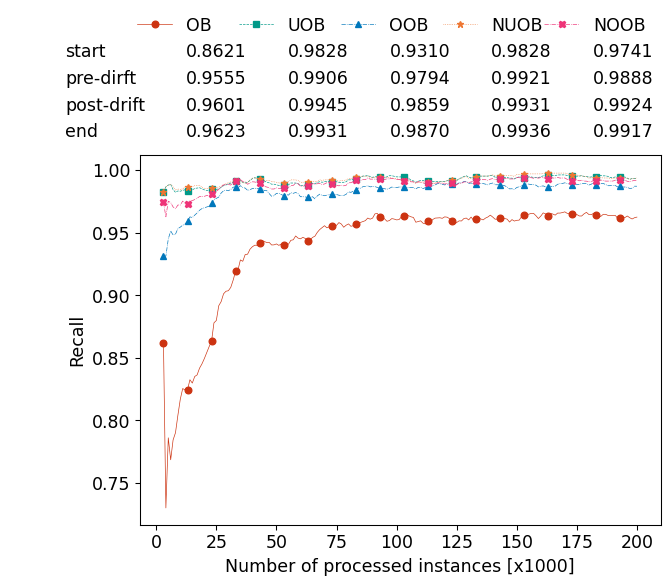 OB UOB OOB NUOB NOOB
start 0.8621 0.9828 0.9310 0.9828 0.9741
pre-dirft 0.9555 0.9906 0.9794 0.9921 0.9888
post-drift 0.9601 0.9945 0.9859 0.9931 0.9924
end 0.9623 0.9931 0.9870 0.9936 0.9917
1.00
0.95
0.90
0.85
0.80
0.75
Recall
0 25 50 75 100 125 150 175 200
Number of processed instances [x1000]